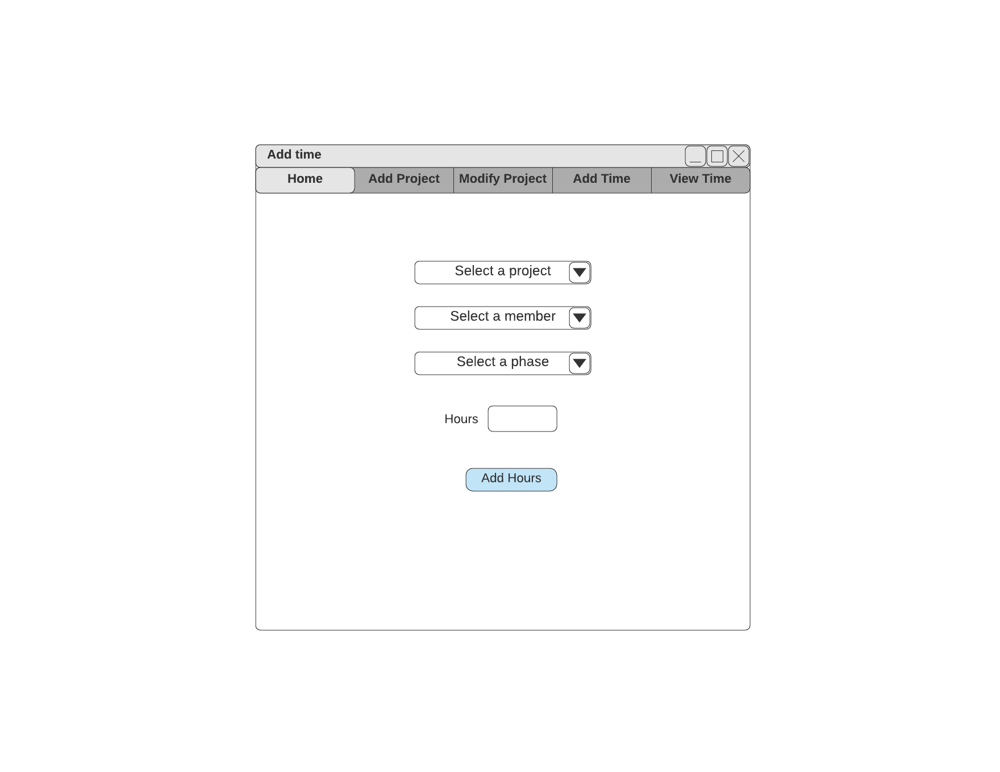 Add time
Home Add Project Modify Project Add Time View Time
Select a project
Select a member
Select a phase
Hours
Add Hours